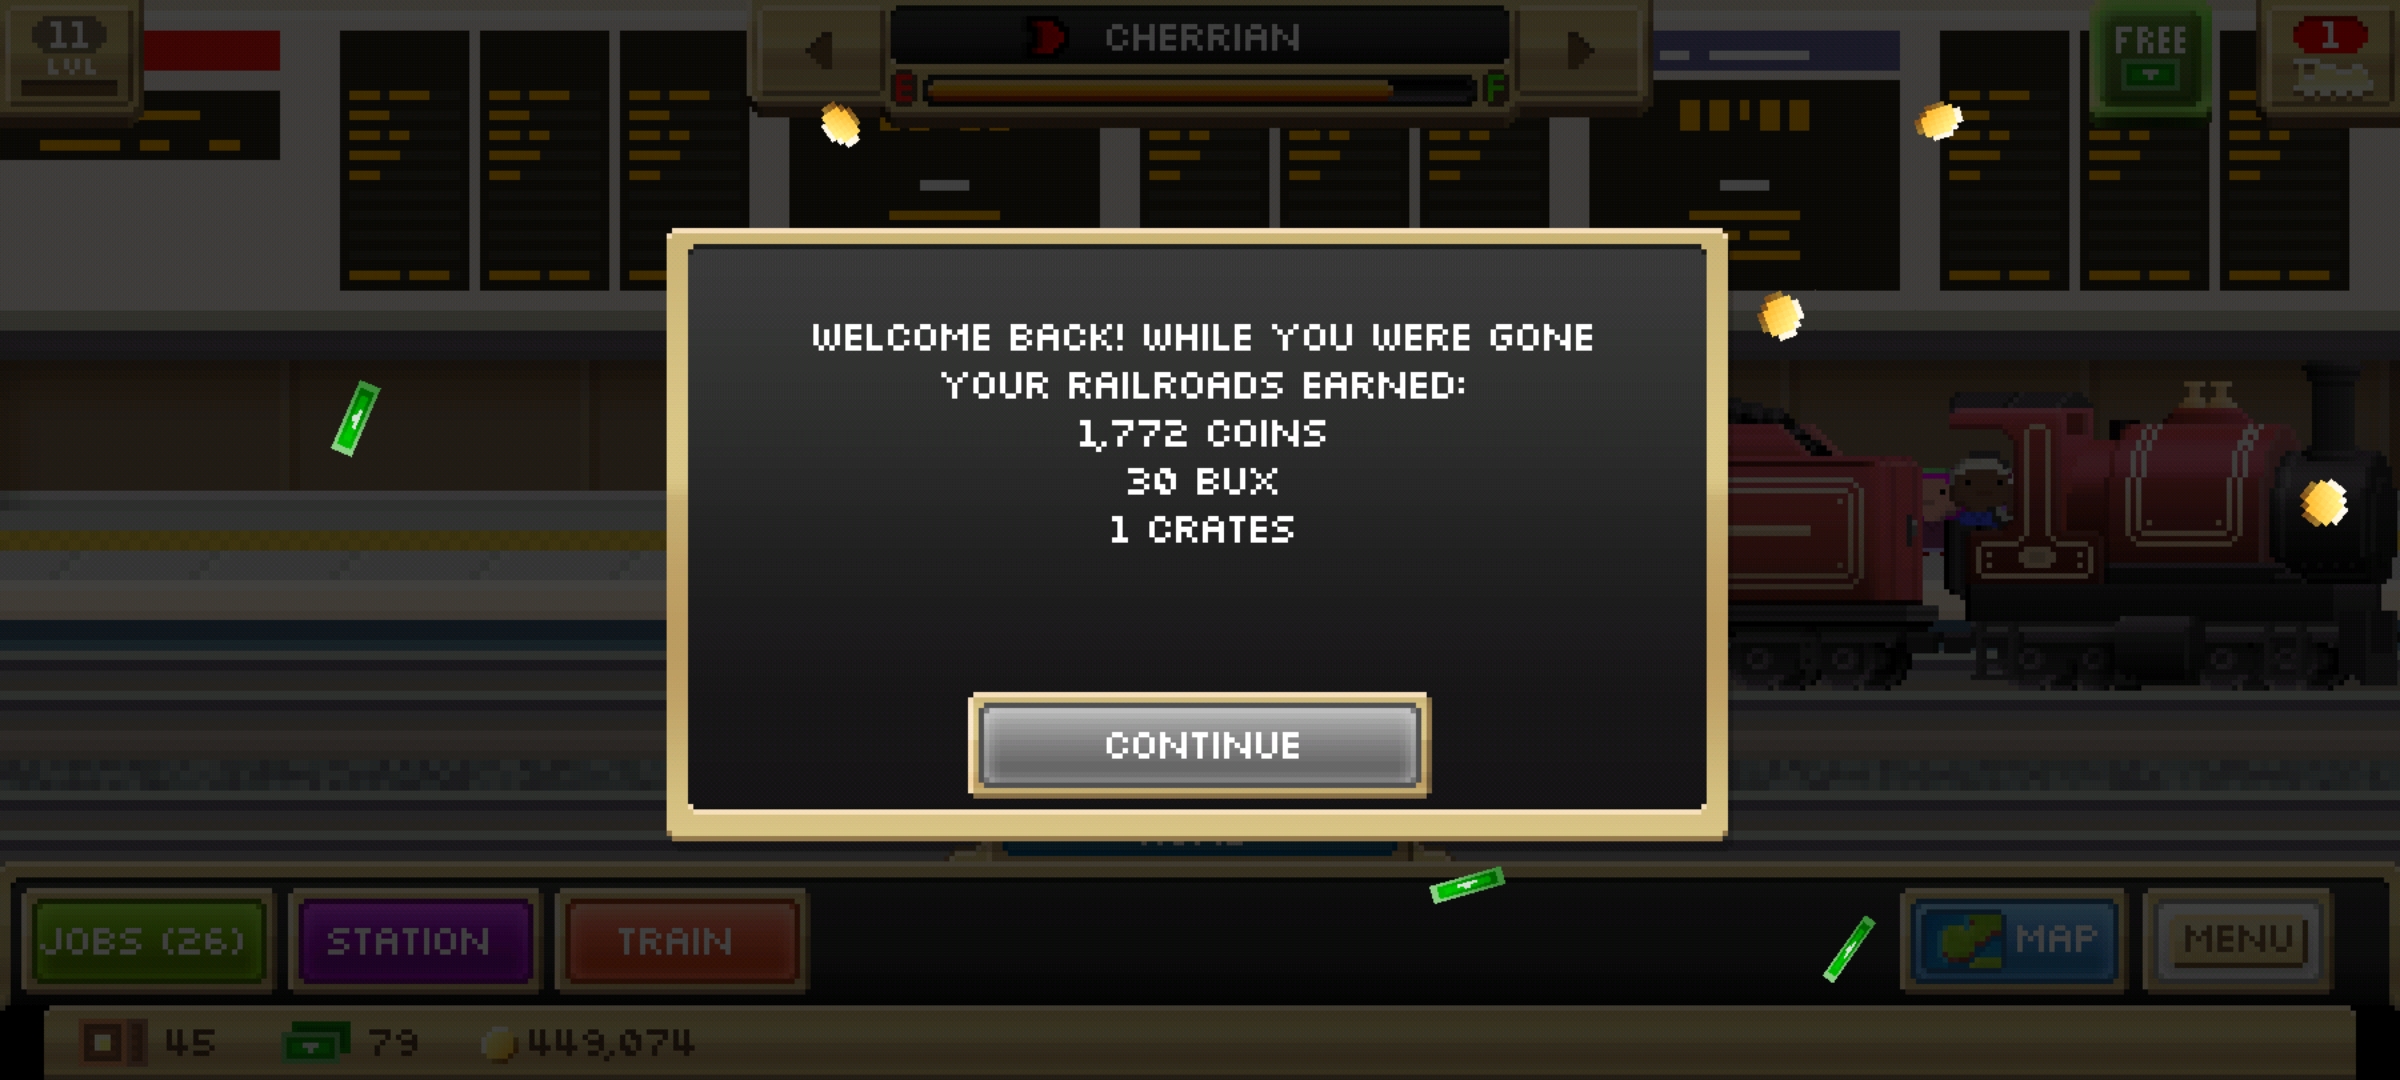 11
LVL
CHERRIAN
E
F
FREE
1
WELCOME BACK! WHILE YOU WERE GONE
YOUR RAILROADS EARNED:
1,772 COINS
30 BUX
1 CRATES
CONTINUE
JOBS (26)
STATION
TRAIN
MAP
MENU
45
79
449,074